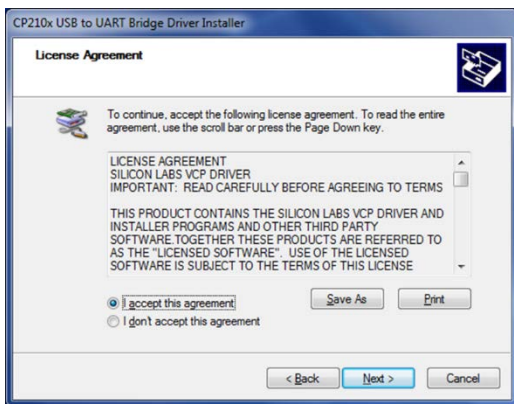 CP210x USB to UART Bridge Driver Installer
License Agreement
To continue, accept the following license agreement. To read the entire
agreement, use the scroll bar or press the Page Down key.
LICENSE AGREEMENT
SILICON LABS VCP DRIVER
IMPORTANT:  READ CAREFULLY BEFORE AGREEING TO TERMS
THIS PRODUCT CONTAINS THE SILICON LABS VCP DRIVER AND
INSTALLER PROGRAMS AND OTHER THIRD PARTY
SOFTWARE.TOGETHER THESE PRODUCTS ARE REFERRED TO
AS THE "LICENSED SOFTWARE".  USE OF THE LICENSED
SOFTWARE IS SUBJECT TO THE TERMS OF THIS LICENSE
I accept this agreement
Save As
Print
I don't accept this agreement
< Back
Next >
Cancel